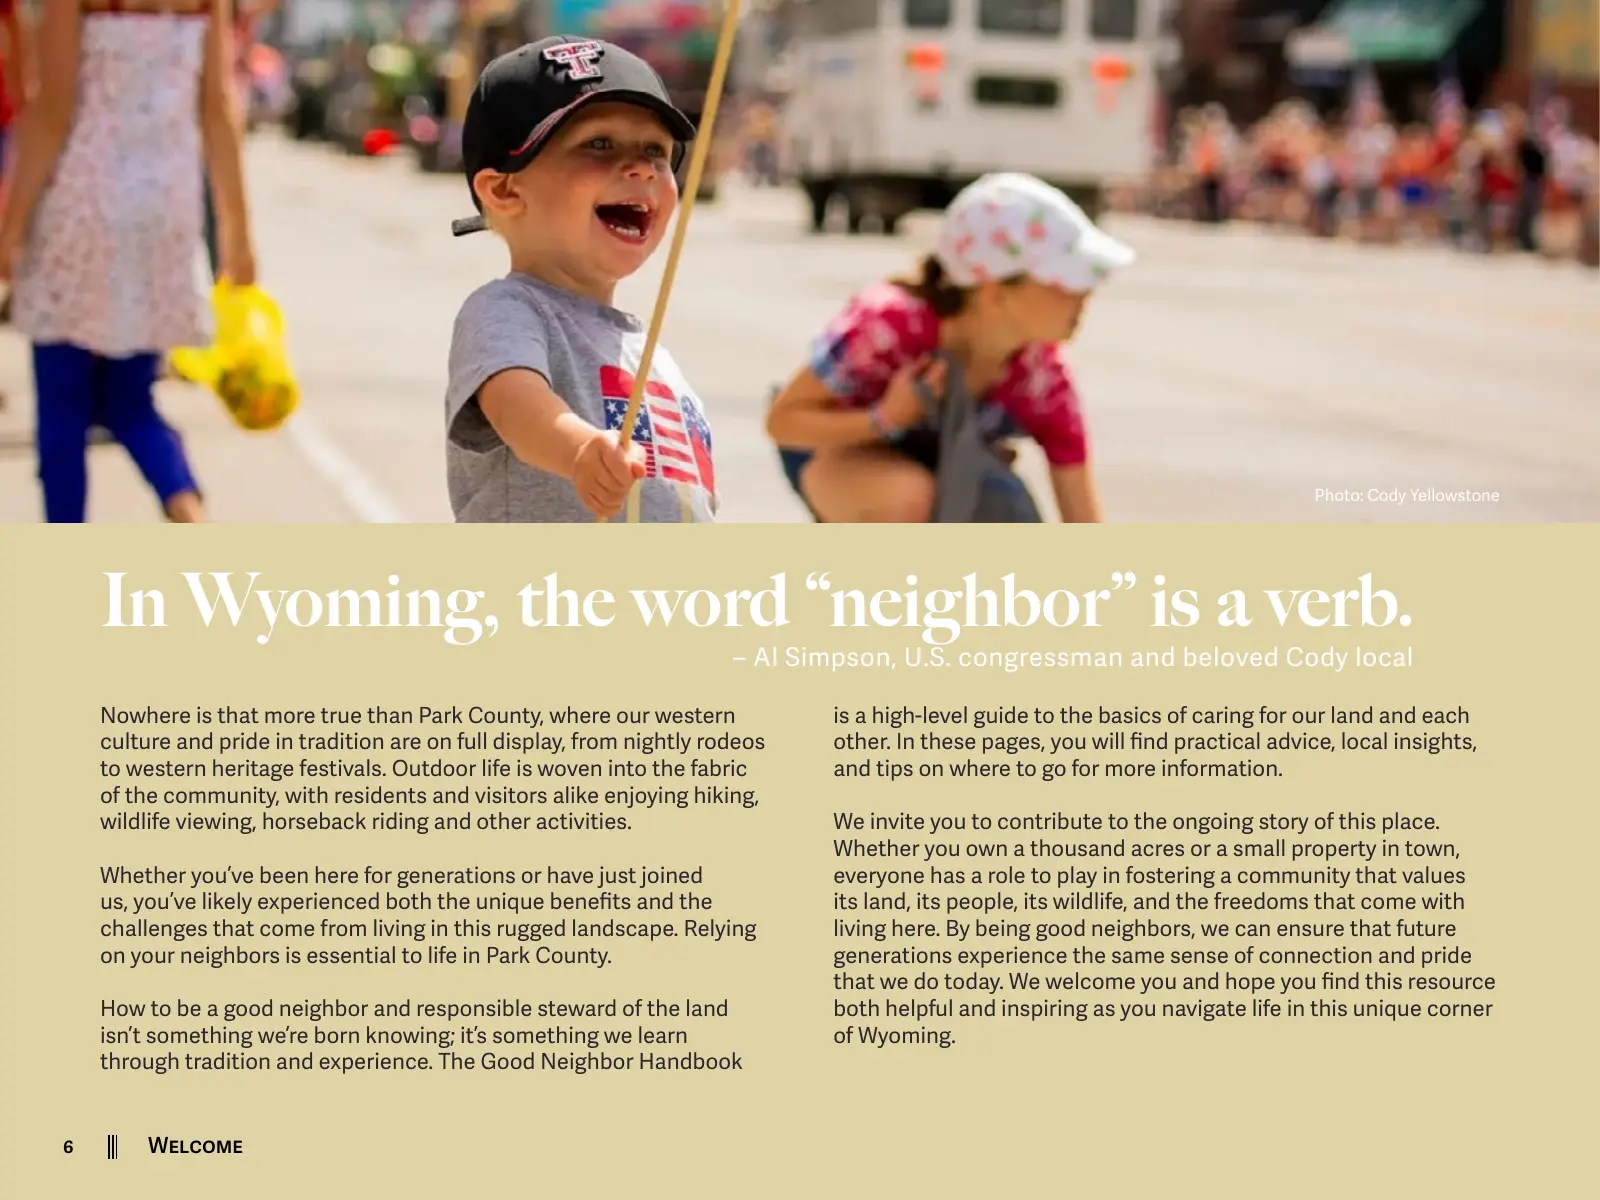 T
Photo: Cody Yellowstone
In Wyoming, the word “neighbor” is a verb.
– Al Simpson, U.S. congressman and beloved Cody local
Nowhere is that more true than Park County, where our western
culture and pride in tradition are on full display, from nightly rodeos
to western heritage festivals. Outdoor life is woven into the fabric
of the community, with residents and visitors alike enjoying hiking,
wildlife viewing, horseback riding and other activities.
Whether you’ve been here for generations or have just joined
us, you’ve likely experienced both the unique benefits and the
challenges that come from living in this rugged landscape. Relying
on your neighbors is essential to life in Park County.
How to be a good neighbor and responsible steward of the land
isn’t something we’re born knowing; it’s something we learn
through tradition and experience. The Good Neighbor Handbook
is a high-level guide to the basics of caring for our land and each
other. In these pages, you will find practical advice, local insights,
and tips on where to go for more information.
We invite you to contribute to the ongoing story of this place.
Whether you own a thousand acres or a small property in town,
everyone has a role to play in fostering a community that values
its land, its people, its wildlife, and the freedoms that come with
living here. By being good neighbors, we can ensure that future
generations experience the same sense of connection and pride
that we do today. We welcome you and hope you find this resource
both helpful and inspiring as you navigate life in this unique corner
of Wyoming.
6 WELCOME